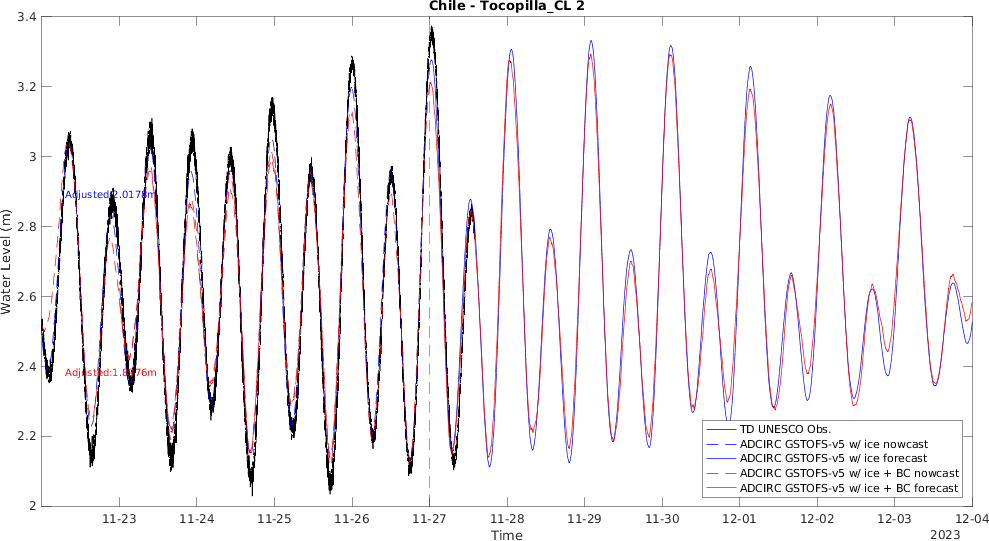 Chile - Tocopilla_CL 2
3.4
3.2
3
2.8
2.6
2.4
2.2
2
Water Level (m)
Adjusted:2.0178m
TD UNESCO Obs.
ADCIRC GSTOFS-v5 w/ ice nowcast
ADCIRC GSTOFS-v5 w/ ice forecast
ADCIRC GSTOFS-v5 w/ ice + BC nowcast
ADCIRC GSTOFS-v5 w/ ice + BC forecast
11-23 11-24 11-25 11-26 11-27 11-28 11-29 11-30 12-01 12-02 12-03 12-04
Time
2023